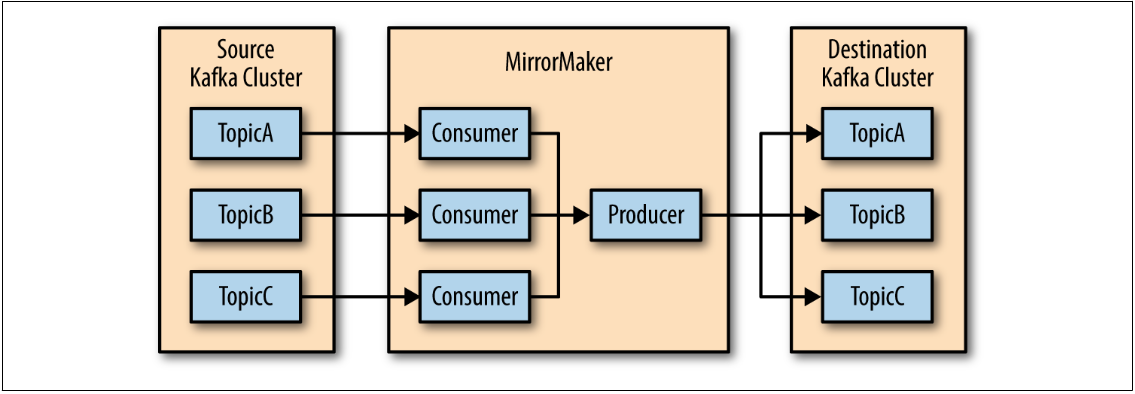 Source
Kafka Cluster
TopicA
TopicB
TopicC
MirrorMaker
Consumer
Consumer
Consumer
Producer
Destination
Kafka Cluster
TopicA
TopicB
TopicC